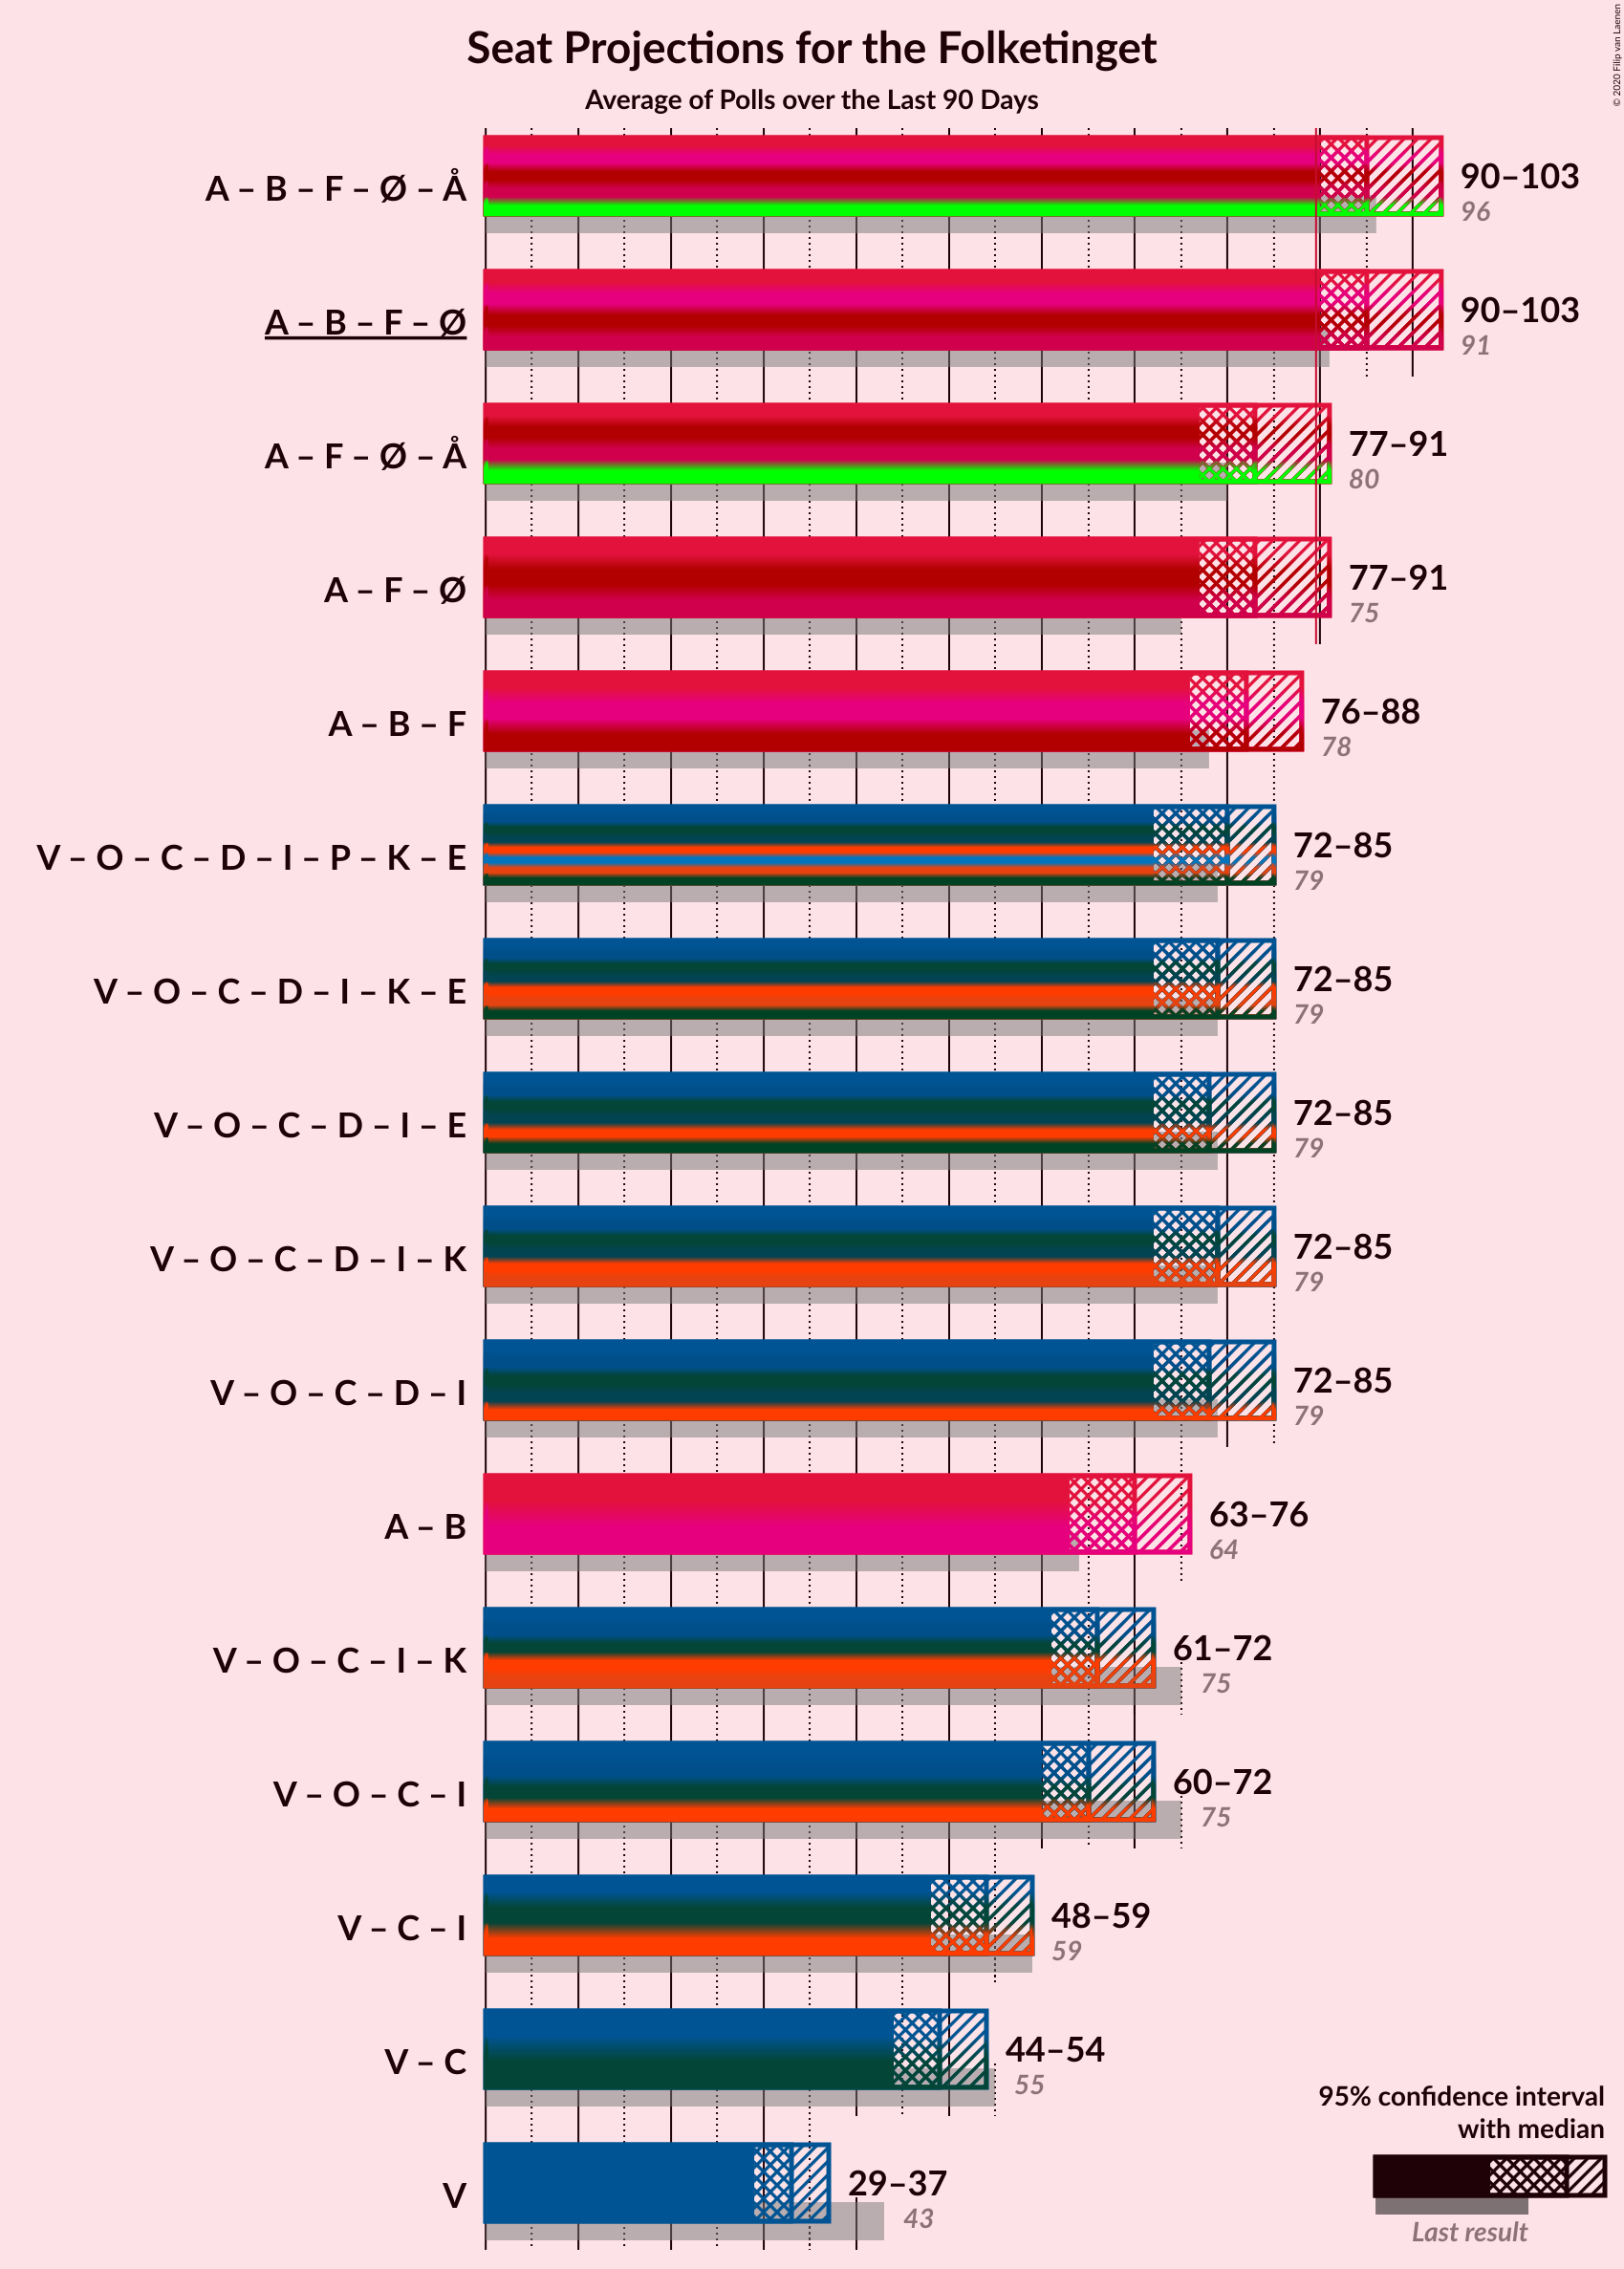 © 2020 Filip van Laenen
Seat Projections for the Folketinget
Average of Polls over the Last 90 Days
A – B – F – Ø – Å
90–103
96
A – B – F – Ø
90–103
91
A – F – Ø – Å
77–91
80
A – F – Ø
77–91
75
A – B – F
76–88
78
V – O – C – D – I – P – K – E
72–85
79
V – O – C – D – I – K – E
72–85
79
V – O – C – D – I – E
72–85
79
V – O – C – D – I – K
72–85
79
V – O – C – D – I
72–85
79
A – B
63–76
64
V – O – C – I – K
61–72
75
V – O – C – I
60–72
75
V – C – I
48–59
59
V – C
44–54
55
V
29–37
43
95% confidence interval
with median
Last result